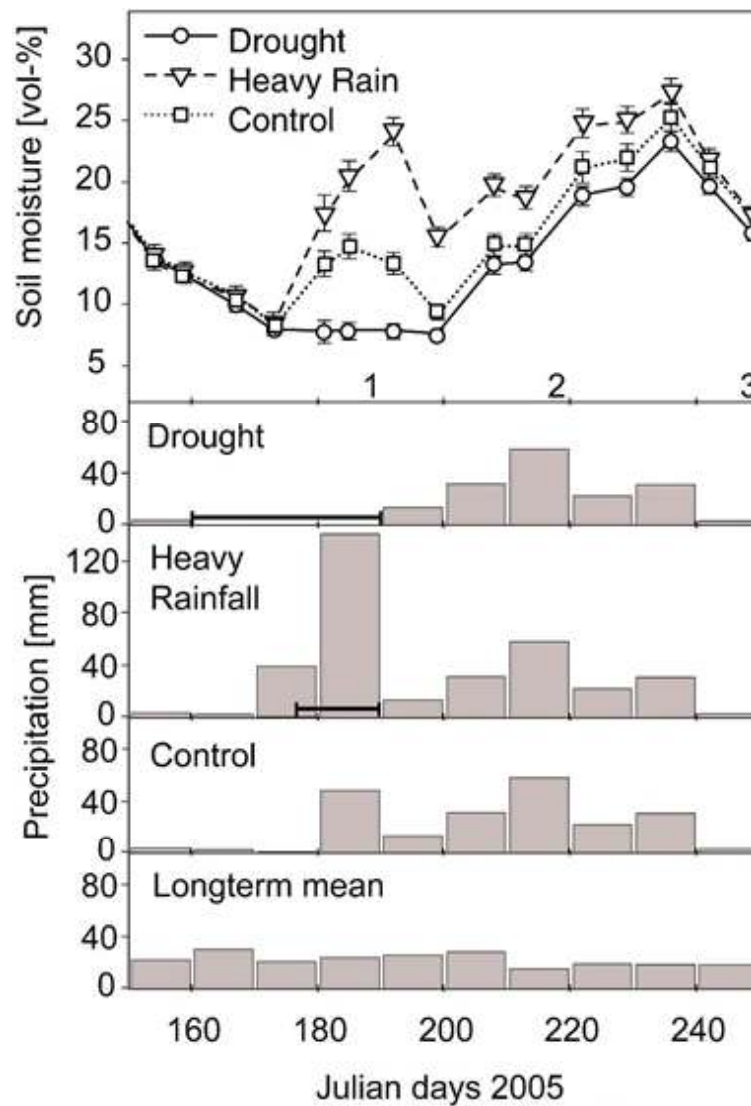 Drought
Heavy Rain
Control
Soil moisture [vol-%]
30
25
20
15
10
5
1 2 3
Drought
80
40
0
Heavy
Rainfall
120
80
40
0
Precipitation [mm]
Control
80
40
0
Longterm mean
80
40
0
160 180 200 220 240
Julian days 2005